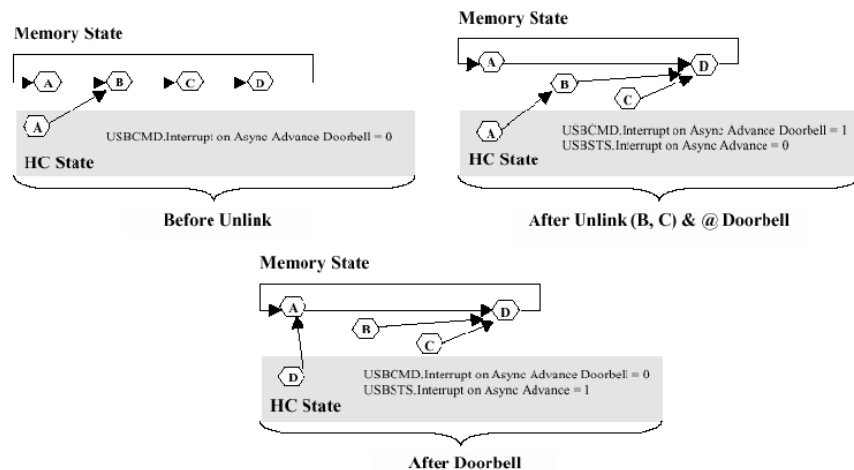 Memory State
A B C D
A
USBCMD.Interrupt on Async Advance Doorbell = 0
HC State
Before Unlink
Memory State
A
D
B
C
A
USBCMD.Interrupt on Async Advance Doorbell = 1
USBSTS.Interrupt on Async Advance = 0
HC State
After Unlink (B, C) & @ Doorbell
Memory State
A
D
B
C
D
USBCMD.Interrupt on Async Advance Doorbell = 0
USBSTS.Interrupt on Async Advance = 1
HC State
After Doorbell